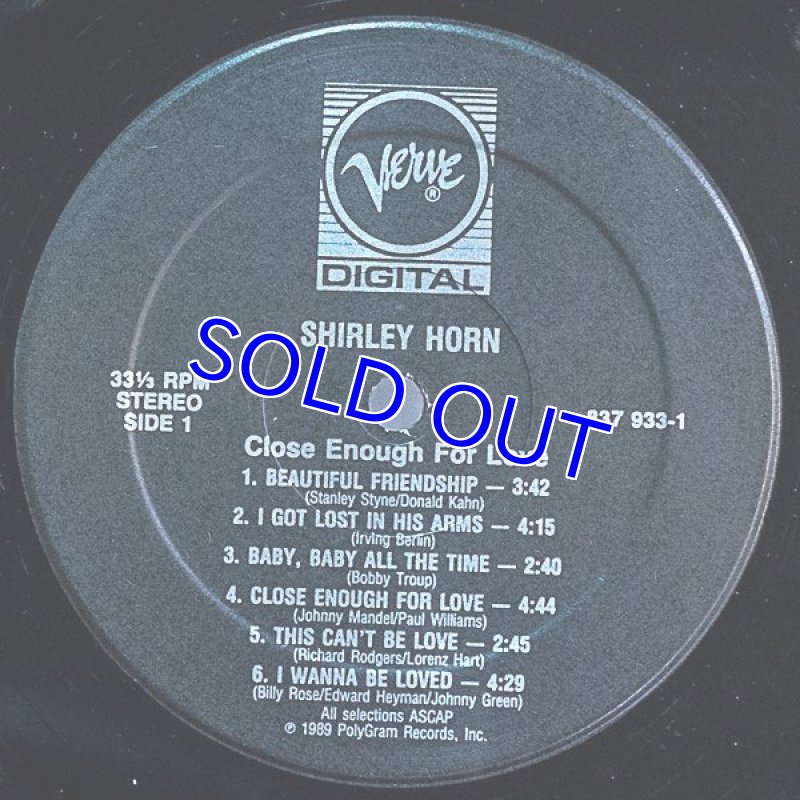 Verve
®
DIGITAL
SHIRLEY HORN
SOLD OUT
33⅓ RPM
STEREO
SIDE 1
837 933-1
Close Enough For Love
1. BEAUTIFUL FRIENDSHIP — 3:42
(Stanley Styne/Donald Kahn)
2. I GOT LOST IN HIS ARMS — 4:15
(Irving Berlin)
3. BABY, BABY ALL THE TIME — 2:40
(Bobby Troup)
4. CLOSE ENOUGH FOR LOVE — 4:44
(Johnny Mandel/Paul Williams)
5. THIS CAN'T BE LOVE — 2:45
(Richard Rodgers/Lorenz Hart)
6. I WANNA BE LOVED — 4:29
(Billy Rose/Edward Heyman/Johnny Green)
All selections ASCAP
℗ 1989 PolyGram Records, Inc.